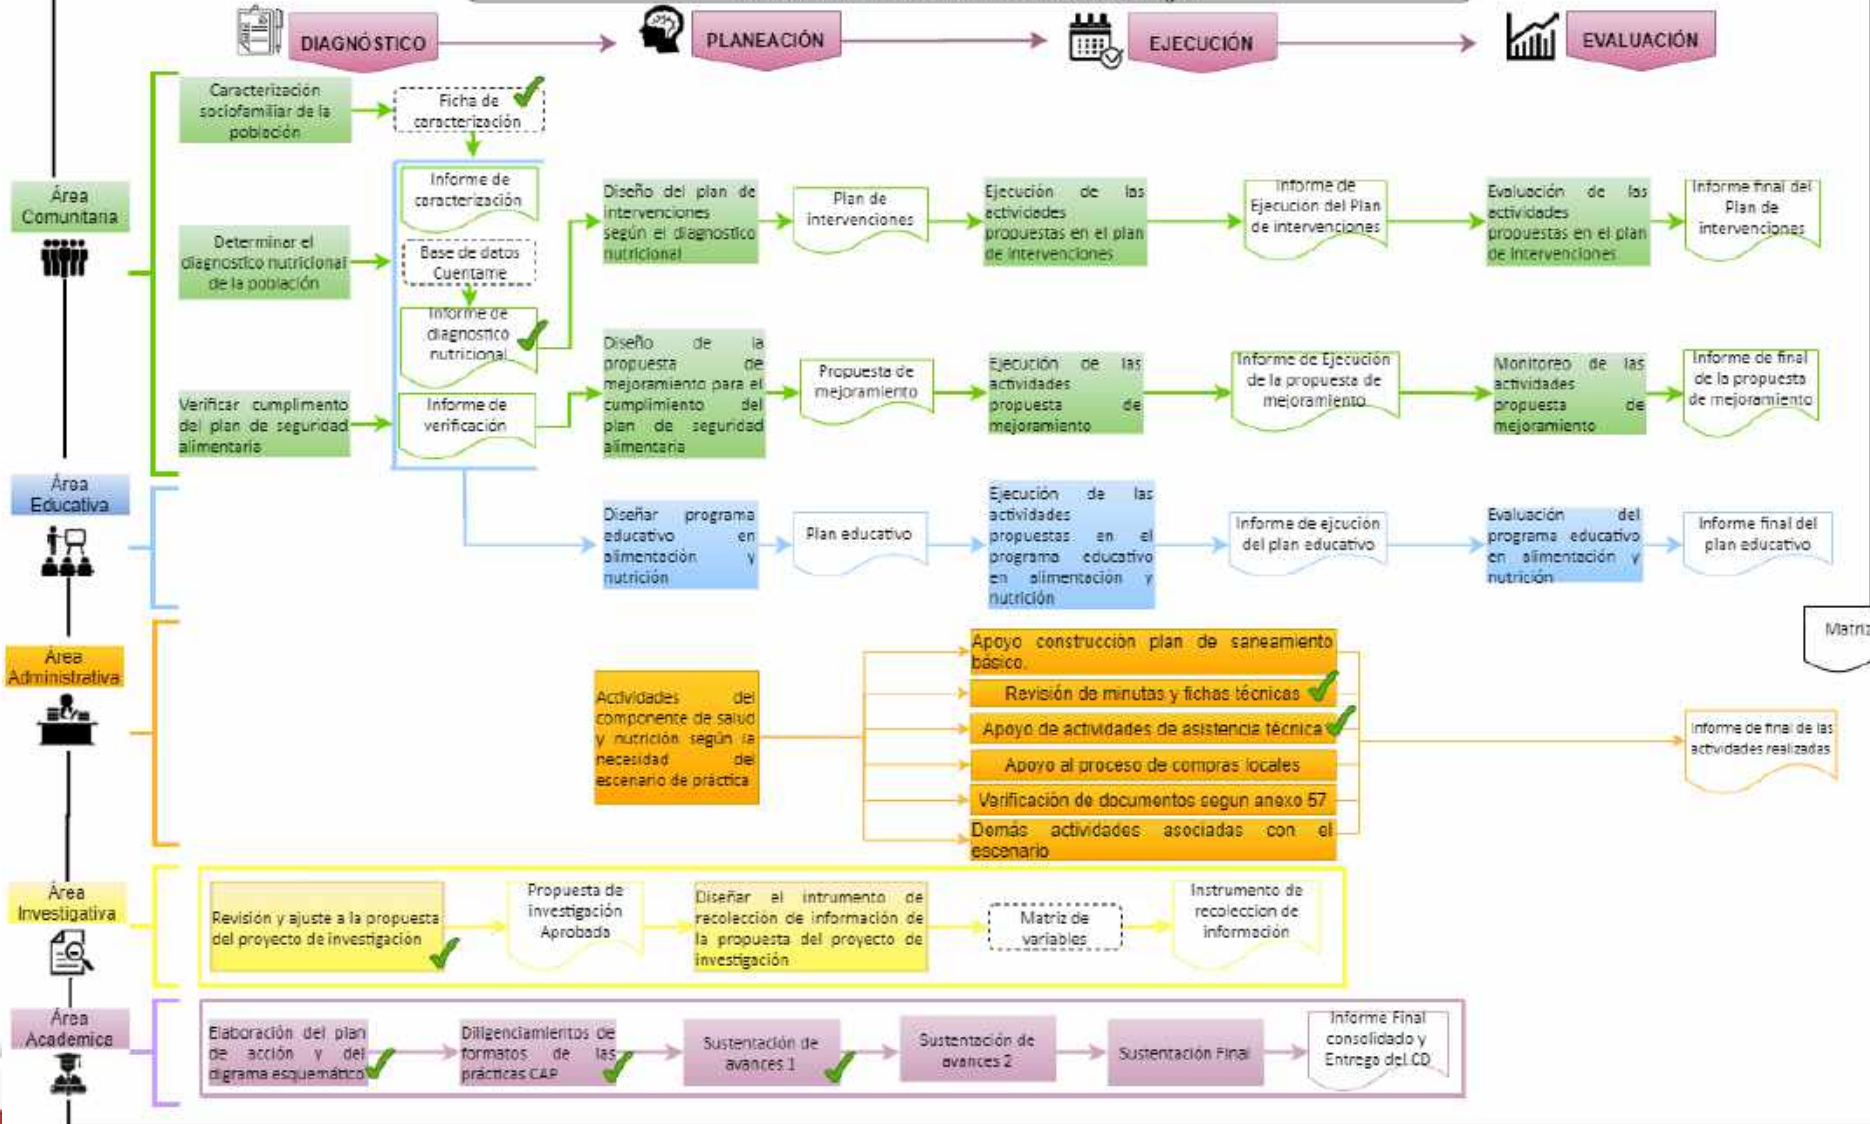 DIAGNÓSTICO
PLANEACIÓN
EJECUCIÓN
EVALUACIÓN
Área
Comunitaria
Caracterización
sociofamiliar de la
población
Ficha de
caracterización
Informe de
caracterización
Determinar el
diagnostico nutricional
de la población
Base de datos
Cuentame
Informe de
diagnostico
nutricional
Verificar cumplimento
del plan de seguridad
alimentaria
Informe de
verificación
Diseño del plan de
intervenciones
según el diagnostico
nutricional
Plan de
intervenciones
Ejecución de las
actividades
propuestas en el plan
de Intervenciones
Informe de
Ejecución del Plan
de intervenciones
Evaluación de las
actividades
propuestas en el plan
de Intervenciones
Informe final del
Plan de
intervenciones
Diseño de la
propuesta de
mejoramiento para el
cumplimiento del
plan de seguridad
alimentaria
Propuesta de
mejoramiento
Ejecución de las
actividades
propuesta de
mejoramiento
Informe de Ejecución
de la propuesta de
mejoramiento
Monitoreo de las
actividades
propuesta de
mejoramiento
Informe de final
de la propuesta
de mejoramiento
Área
Educativa
Diseñar programa
educativo en
alimentación y
nutrición
Plan educativo
Ejecución de las
actividades
propuestas en el
programa educativo
en alimentación y
nutrición
Informe de ejcución
del plan educativo
Evaluación del
programa educativo
en alimentación y
nutrición
Informe final del
plan educativo
Matriz
Área
Administrativa
Actividades del
componente de salud
y nutrición según la
necesidad del
escenario de práctica
Apoyo construcción plan de saneamiento
básico.
Revisión de minutas y fichas técnicas
Apoyo de actividades de asistencia técnica
Apoyo al proceso de compras locales
Verificación de documentos segun anexo 57
Demás actividades asociadas con el
escenario
Informe de final de las
actividades realizadas
Área
Investigativa
Revisión y ajuste a la propuesta
del proyecto de investigación
Propuesta de
investigación
Aprobada
Diseñar el intrumento de
recolección de información de
la propuesta del proyecto de
investigación
Matriz de
variables
Instrumento de
recoleccion de
información
Área
Academica
Elaboración del plan
de acción y del
digrama esquemático
Diligenciamientos de
formatos de las
prácticas CAP
Sustentación de
avances 1
Sustentación de
avances 2
Sustentación Final
Informe Final
consolidado y
Entrega del CD